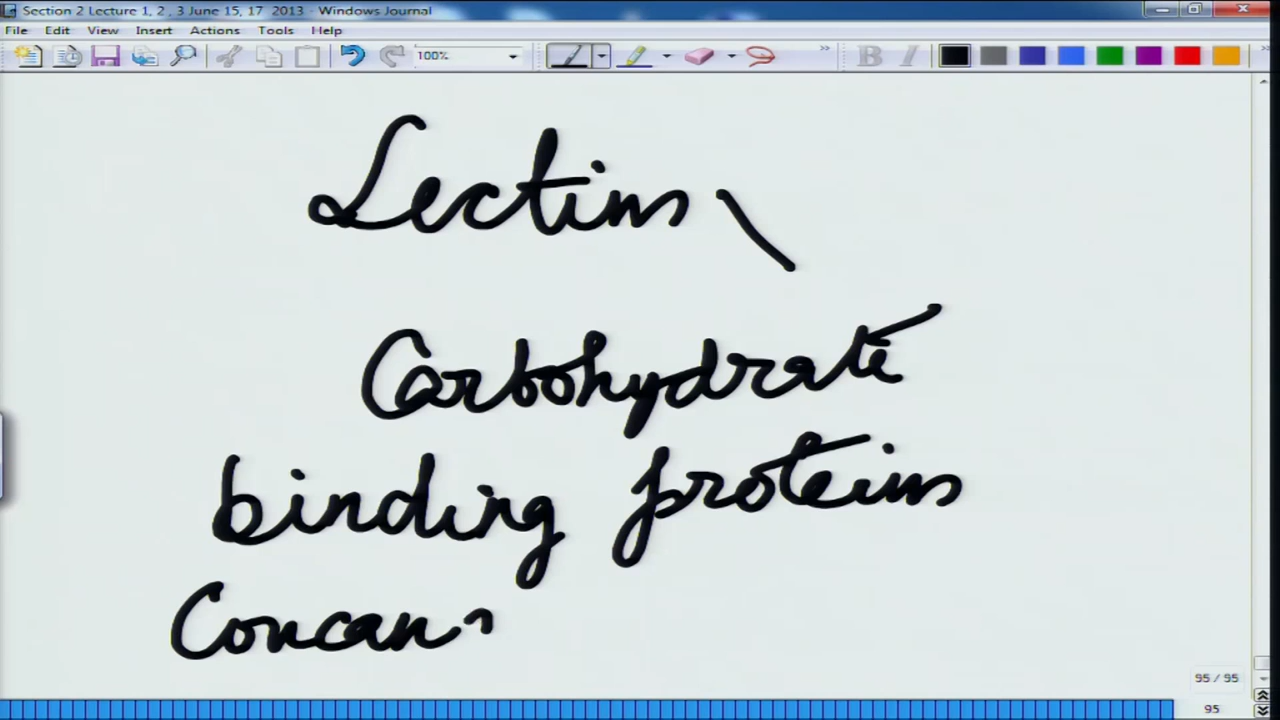 Section 2 Lecture 1, 2 , 3 June 15, 17 2013 - Windows Journal
File Edit View Insert Actions Tools Help
100% B I
Lectins
Carbohydrate
binding proteins
Concan
95 / 95
95